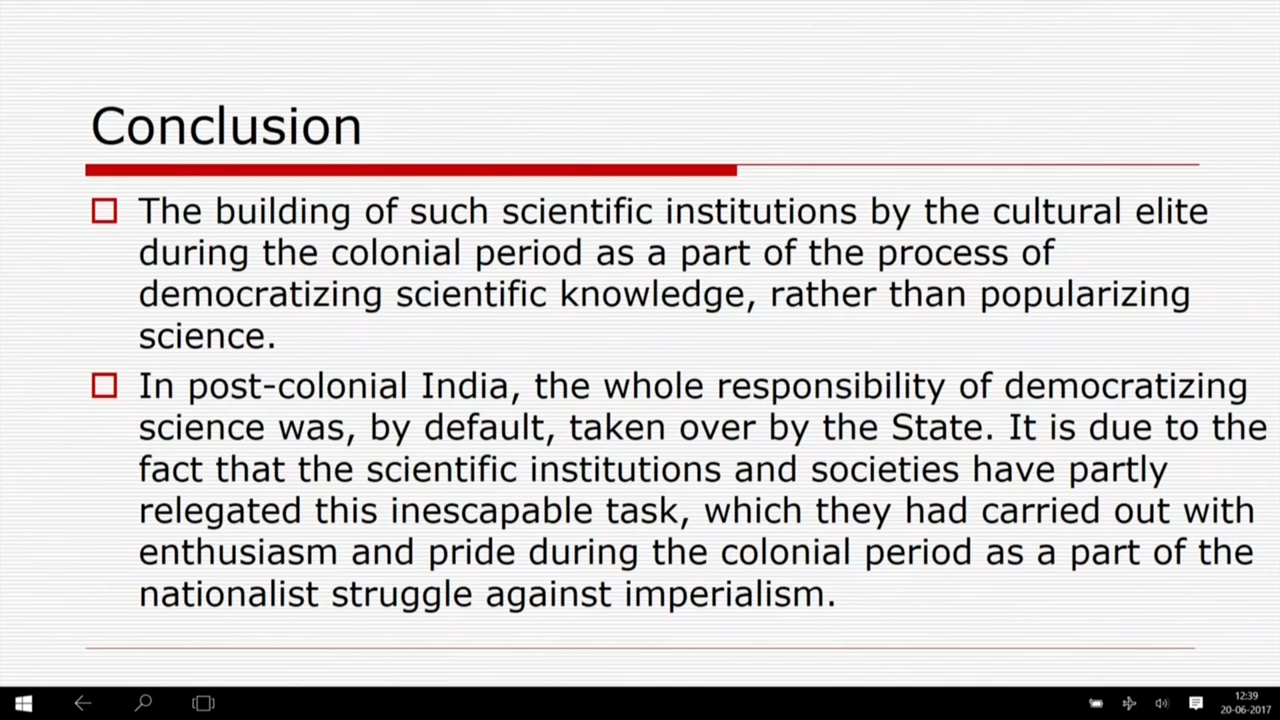 Conclusion
The building of such scientific institutions by the cultural elite
during the colonial period as a part of the process of
democratizing scientific knowledge, rather than popularizing
science.
In post-colonial India, the whole responsibility of democratizing
science was, by default, taken over by the State. It is due to the
fact that the scientific institutions and societies have partly
relegated this inescapable task, which they had carried out with
enthusiasm and pride during the colonial period as a part of the
nationalist struggle against imperialism.
12:39
20-06-2017